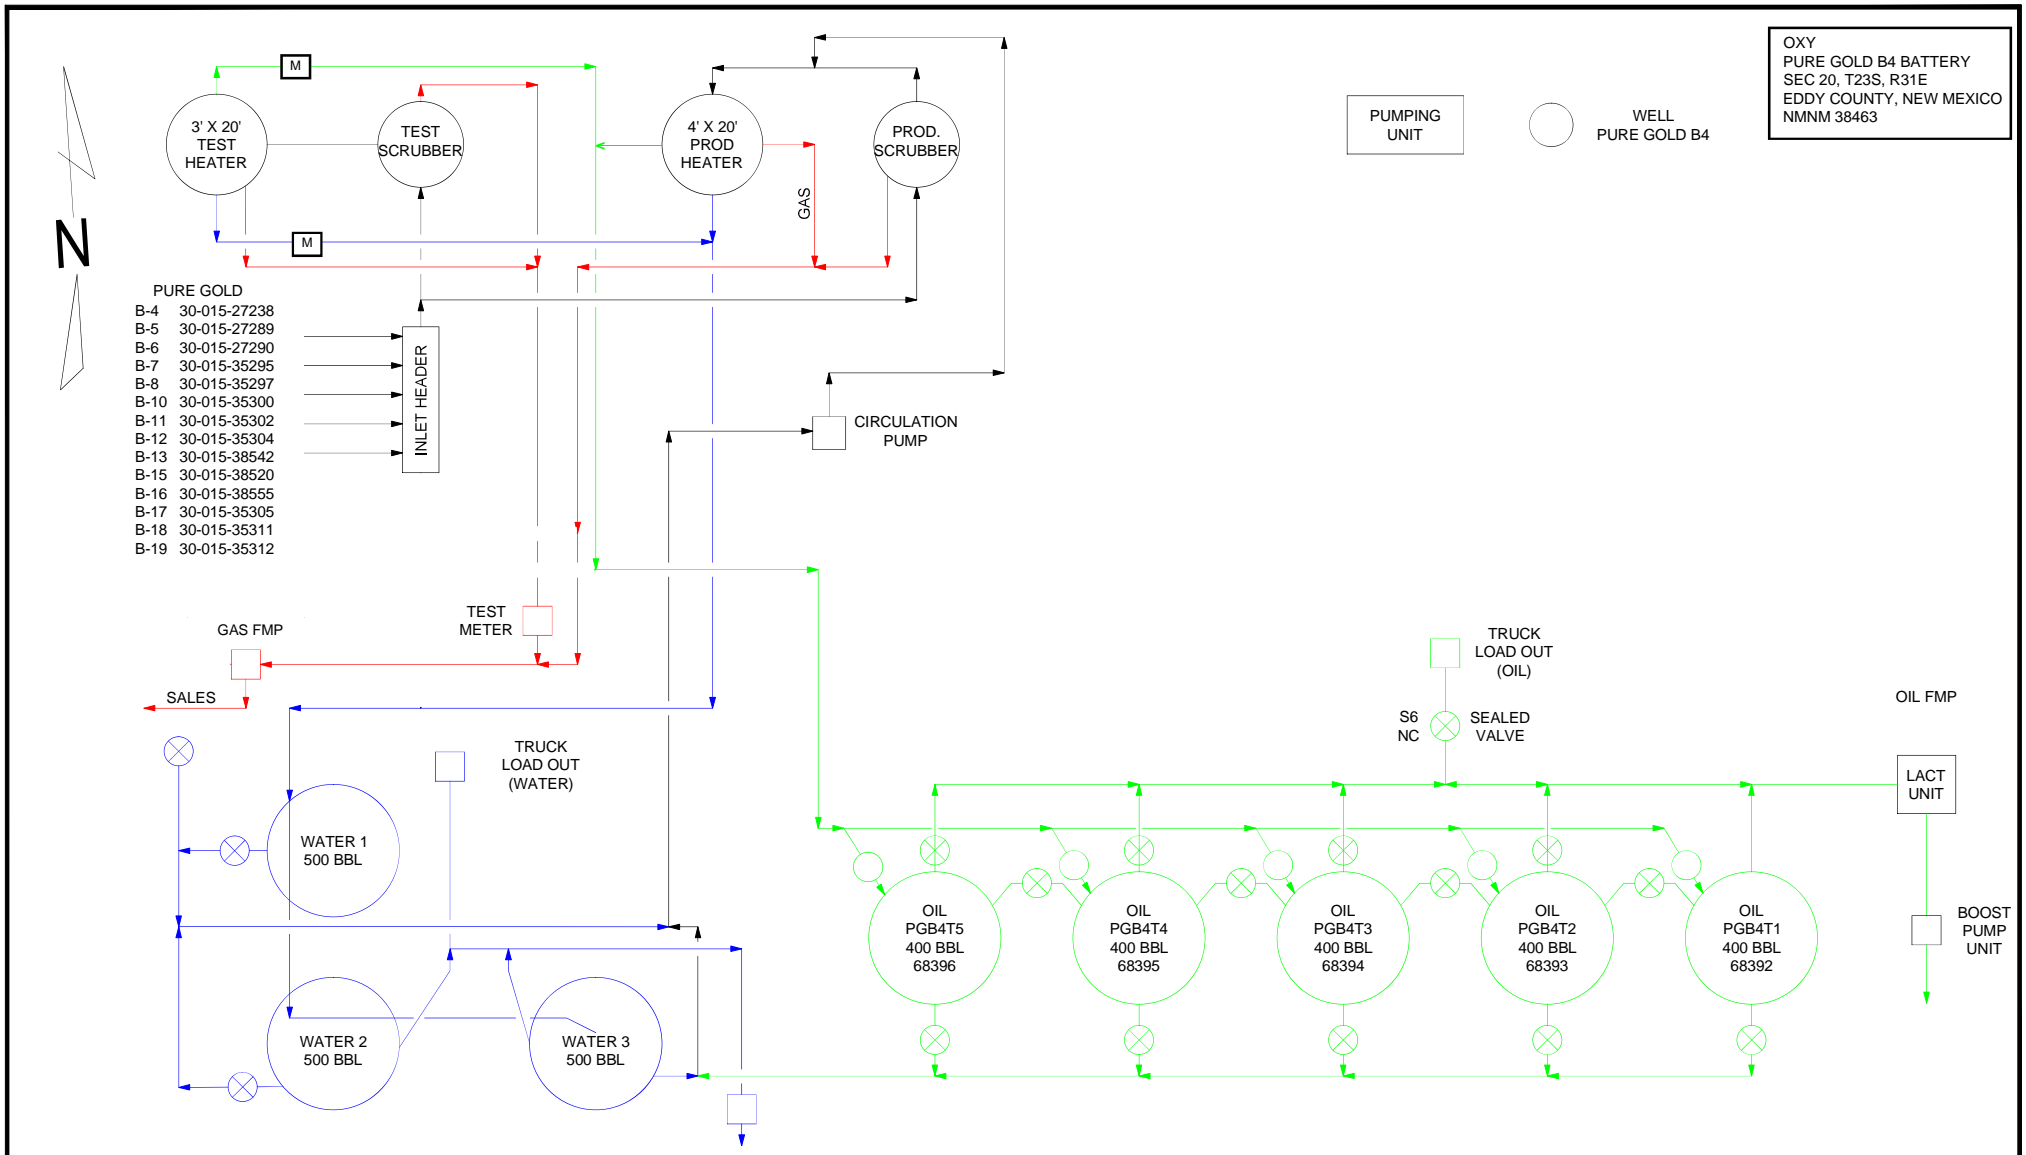 OXY
PURE GOLD B4 BATTERY
SEC 20, T23S, R31E
EDDY COUNTY, NEW MEXICO
NMNM 38463
M
3' X 20'
TEST
HEATER
TEST
SCRUBBER
4' X 20'
PROD
HEATER
PROD.
SCRUBBER
GAS
PUMPING
UNIT
WELL
PURE GOLD B4
N
M
PURE GOLD
B-4 30-015-27238
B-5 30-015-27289
B-6 30-015-27290
B-7 30-015-35295
B-8 30-015-35297
B-10 30-015-35300
B-11 30-015-35302
B-12 30-015-35304
B-13 30-015-38542
B-15 30-015-38520
B-16 30-015-38555
B-17 30-015-35305
B-18 30-015-35311
B-19 30-015-35312
INLET HEADER
CIRCULATION
PUMP
TEST
METER
GAS FMP
SALES
TRUCK
LOAD OUT
(WATER)
TRUCK
LOAD OUT
(OIL)
S6
NC
SEALED
VALVE
OIL FMP
LACT
UNIT
BOOST
PUMP
UNIT
WATER 1
500 BBL
WATER 2
500 BBL
WATER 3
500 BBL
OIL
PGB4T5
400 BBL
68396
OIL
PGB4T4
400 BBL
68395
OIL
PGB4T3
400 BBL
68394
OIL
PGB4T2
400 BBL
68393
OIL
PGB4T1
400 BBL
68392